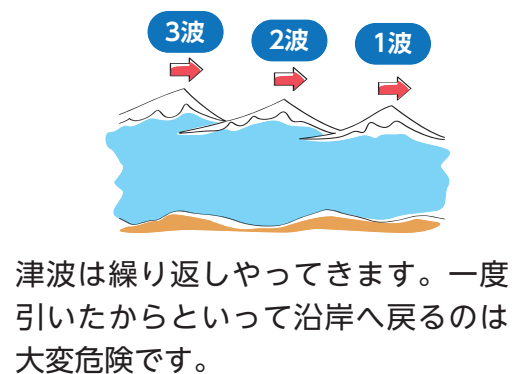 3波 2波 1波
津波は繰り返しやってきます。一度
引いたからといって沿岸へ戻るのは
大変危険です。